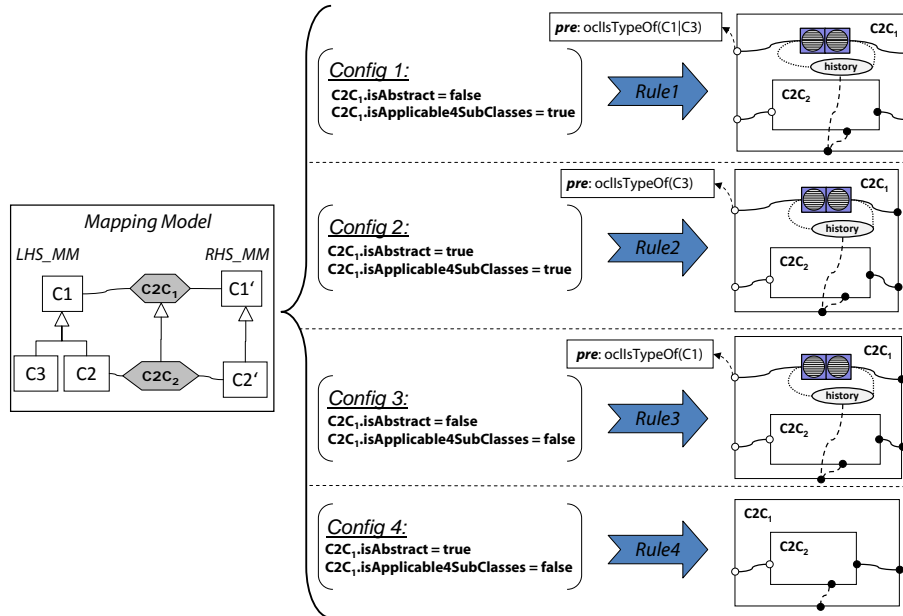 Mapping Model
LHS_MM
RHS_MM
C1
C2C₁
C1‘
C3
C2
C2C₂
C2‘
Config 1:
C2C₁.isAbstract = false
C2C₁.isApplicable4SubClasses = true
Rule1
pre: oclIsTypeOf(C1|C3)
C2C₁
history
C2C₂
Config 2:
C2C₁.isAbstract = true
C2C₁.isApplicable4SubClasses = true
Rule2
pre: oclIsTypeOf(C3)
C2C₁
history
C2C₂
Config 3:
C2C₁.isAbstract = false
C2C₁.isApplicable4SubClasses = false
Rule3
pre: oclIsTypeOf(C1)
C2C₁
history
C2C₂
Config 4:
C2C₁.isAbstract = true
C2C₁.isApplicable4SubClasses = false
Rule4
C2C₁
C2C₂